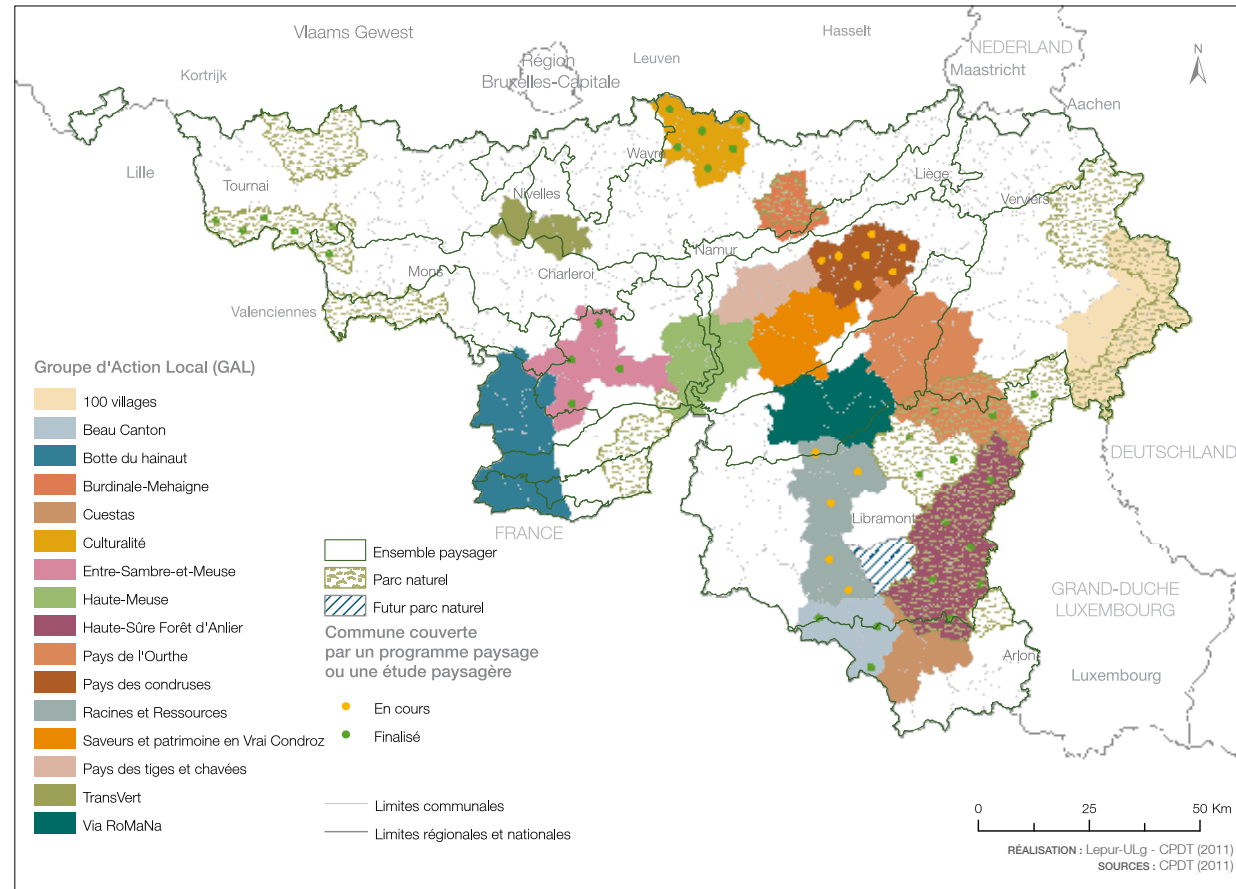 Vlaams Gewest
Hasselt
NEDERLAND
Maastricht
N
Kortrijk
Région
Bruxelles-Capitale
Leuven
Aachen
Lille
Tournai
Wavre
Nivelles
Liège
Verviers
Namur
Mons
Charleroi
Valenciennes
DEUTSCHLAND
FRANCE
Libramont
GRAND-DUCHE
LUXEMBOURG
Arlon
Luxembourg
Groupe d'Action Local (GAL)
100 villages
Beau Canton
Botte du hainaut
Burdinale-Mehaigne
Cuestas
Culturalité
Entre-Sambre-et-Meuse
Haute-Meuse
Haute-Sûre Forêt d'Anlier
Pays de l'Ourthe
Pays des condruses
Racines et Ressources
Saveurs et patrimoine en Vrai Condroz
Pays des tiges et chavées
TransVert
Via RoMaNa
Ensemble paysager
Parc naturel
Futur parc naturel
Commune couverte
par un programme paysage
ou une étude paysagère
En cours
Finalisé
Limites communales
Limites régionales et nationales
0 25 50 Km
RÉALISATION : Lepur-ULg - CPDT (2011)
SOURCES : CPDT (2011)